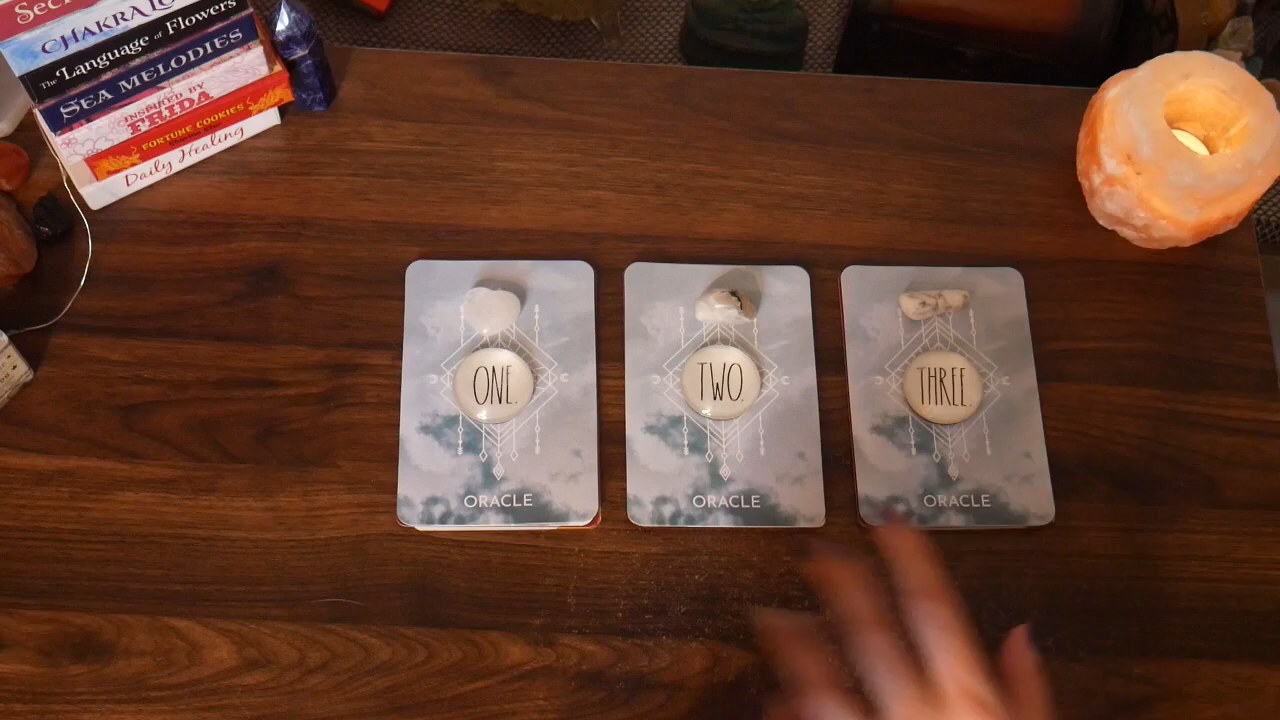 CHAKRA
The Language of Flowers
SEA MELODIES
INSPIRED BY
FRIDA
FORTUNE COOKIES
Daily Healing
ONE.
TWO.
THREE.
ORACLE
ORACLE
ORACLE